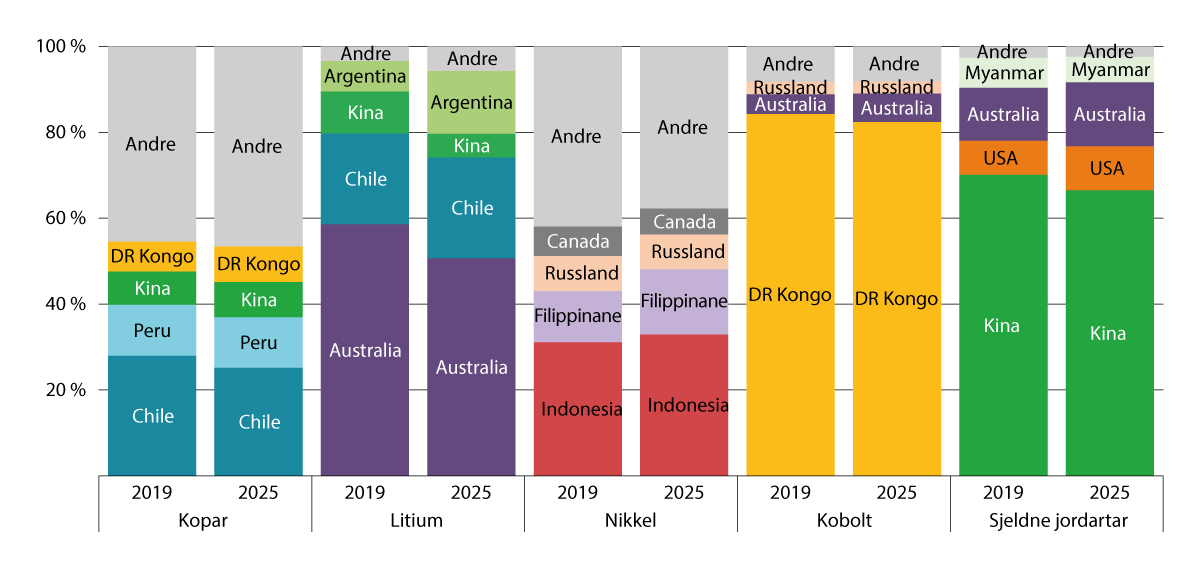 100 %
80 %
60 %
40 %
20 %
Andre
DR Kongo
Kina
Peru
Chile
Andre
DR Kongo
Kina
Peru
Chile
Andre
Argentina
Kina
Chile
Australia
Andre
Argentina
Kina
Chile
Australia
Andre
Canada
Russland
Filippinane
Indonesia
Andre
Canada
Russland
Filippinane
Indonesia
Andre
Russland
Australia
DR Kongo
Andre
Russland
Australia
DR Kongo
Andre
Myanmar
Australia
USA
Kina
Andre
Myanmar
Australia
USA
Kina
2019 2025 2019 2025 2019 2025 2019 2025 2019 2025
Kopar Litium Nikkel Kobolt Sjeldne jordartar